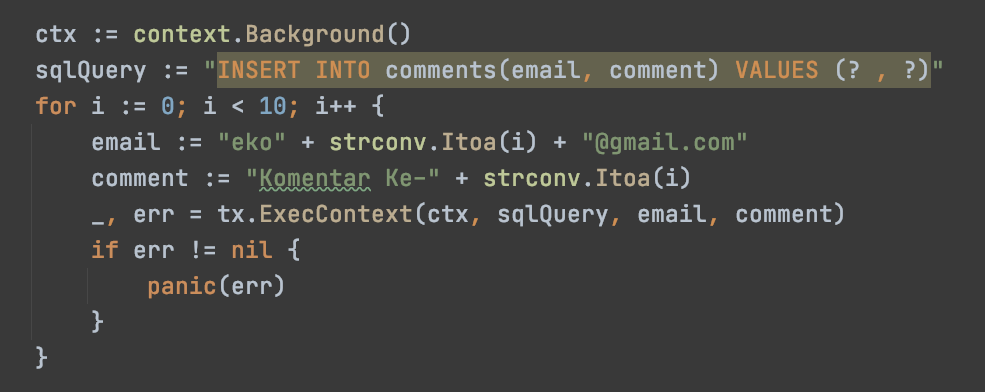 ctx := context.Background()
sqlQuery := "INSERT INTO comments(email, comment) VALUES (? , ?)"
for i := 0; i < 10; i++ {
    email := "eko" + strconv.Itoa(i) + "@gmail.com"
    comment := "Komentar Ke-" + strconv.Itoa(i)
    _, err = tx.ExecContext(ctx, sqlQuery, email, comment)
    if err != nil {
        panic(err)
    }
}